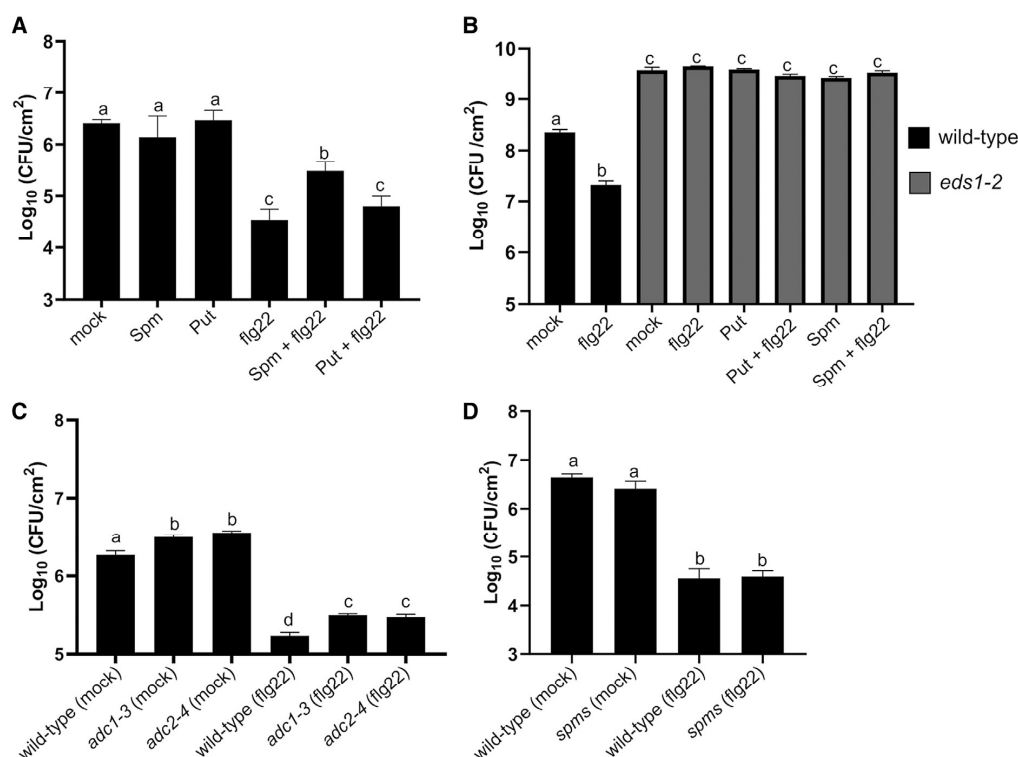 A
Log10 (CFU/cm2)
8
7
6
5
4
3
a
a
a
c
b
c
mock
Spm
Put
flg22
Spm + flg22
Put + flg22
B
Log10 (CFU /cm2)
10
9
8
7
6
5
a
b
c
c
c
c
c
c
mock
flg22
mock
flg22
Put
Put + flg22
Spm
Spm + flg22
wild-type
eds1-2
C
Log10 (CFU/cm2)
8
7
6
5
a
b
b
d
c
c
wild-type (mock)
adc1-3 (mock)
adc2-4 (mock)
wild-type (flg22)
adc1-3 (flg22)
adc2-4 (flg22)
D
Log10 (CFU/cm2)
8
7
6
5
4
3
a
a
b
b
wild-type (mock)
spms (mock)
wild-type (flg22)
spms (flg22)